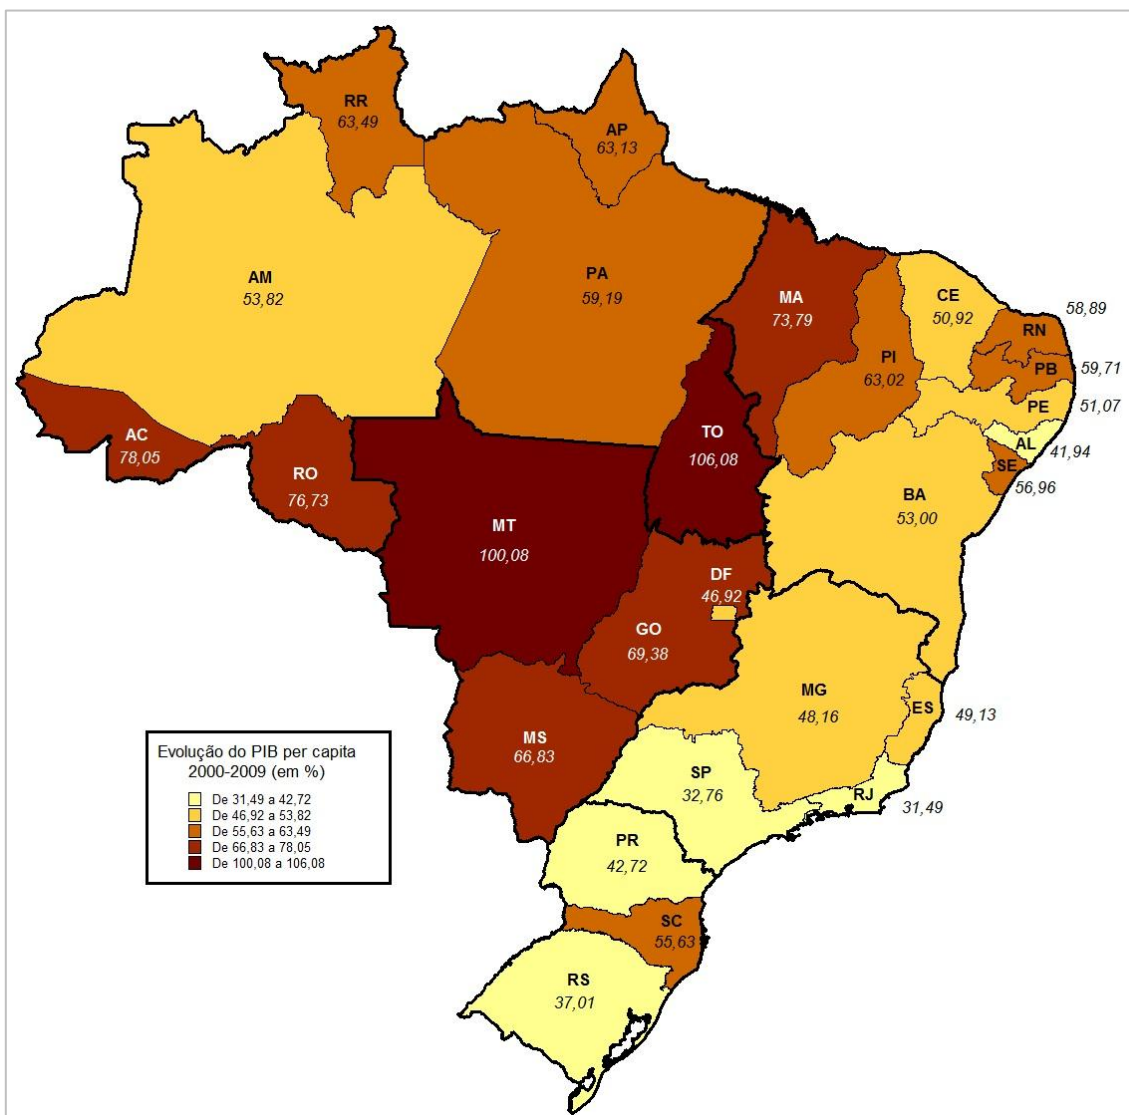 RR
63,49
AP
63,13
AM
53,82
PA
59,19
MA
73,79
CE
50,92
58,89
RN
PI
63,02
PB
59,71
PE
51,07
AC
78,05
TO
106,08
AL
41,94
RO
76,73
SE
56,96
BA
53,00
MT
100,08
DF
46,92
GO
69,38
MG
48,16
ES
49,13
MS
66,83
SP
32,76
RJ
31,49
Evolução do PIB per capita
2000-2009 (em %)
De 31,49 a 42,72
De 46,92 a 53,82
De 55,63 a 63,49
De 66,83 a 78,05
De 100,08 a 106,08
PR
42,72
SC
55,63
RS
37,01